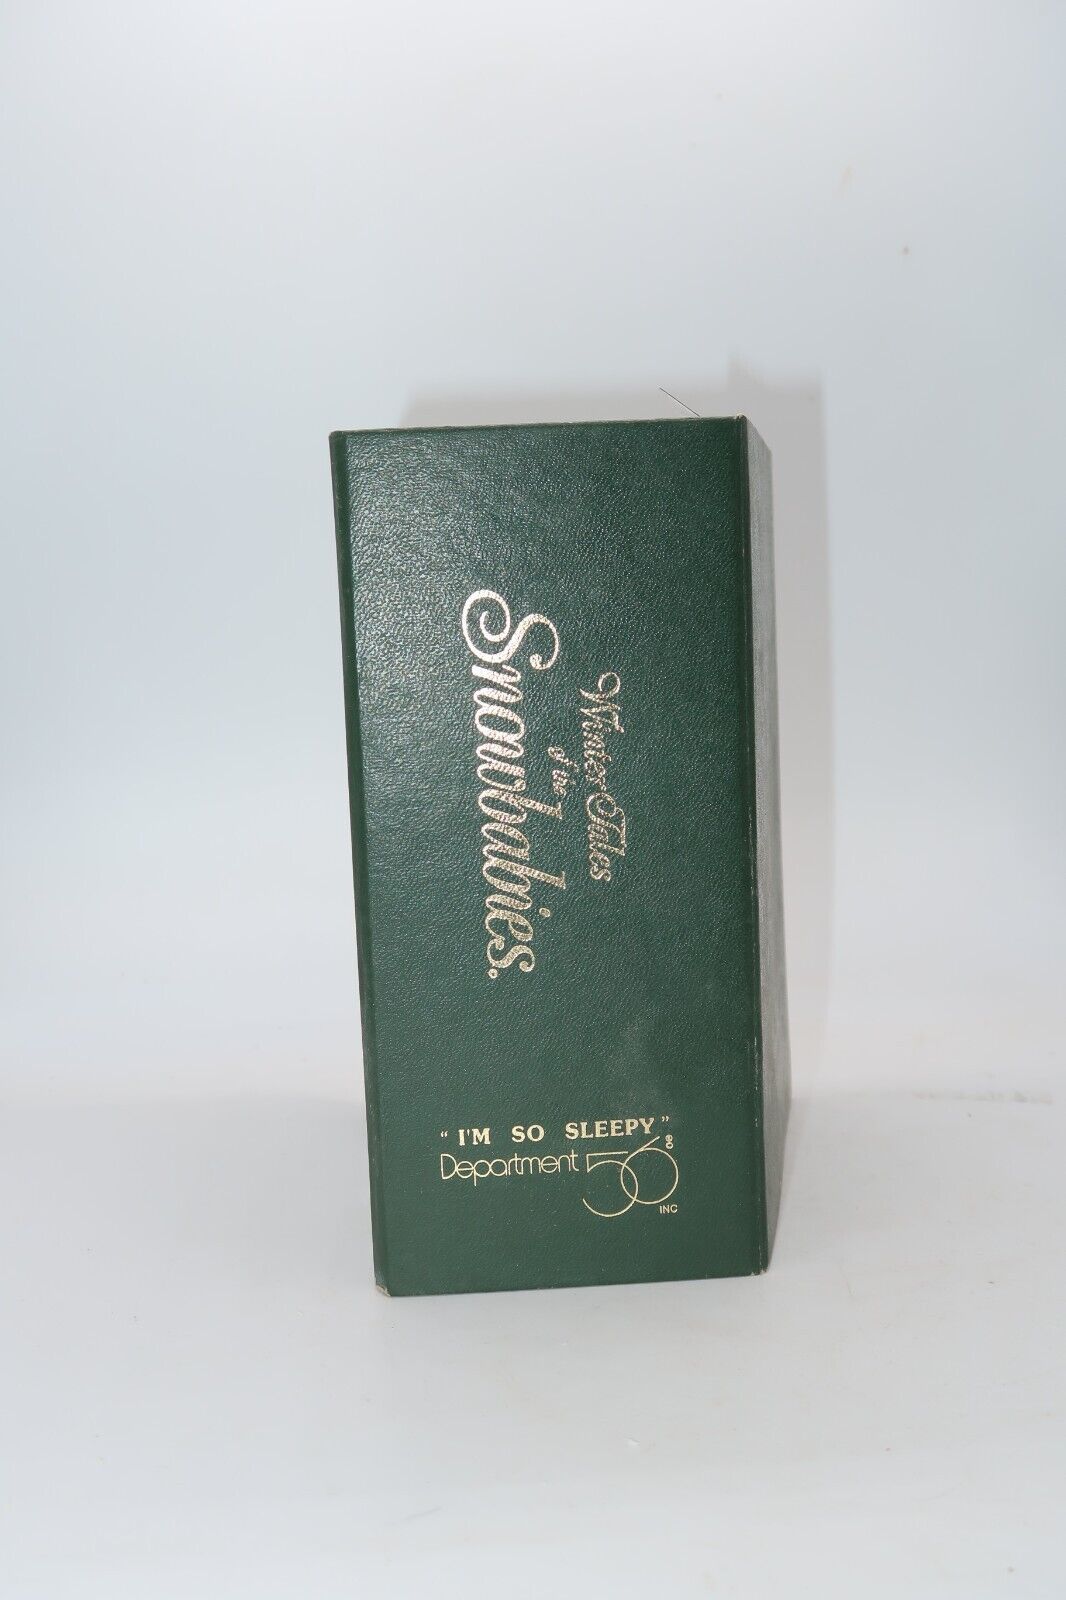 Winter Tales
of the
Snowbabies®
"I'M SO SLEEPY"
Department 56®
INC